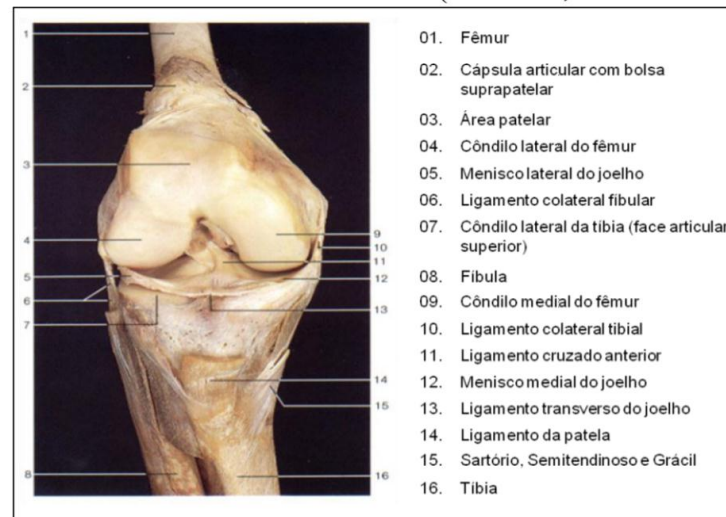 1
2
3
4
5
6
7
8
9
10
11
12
13
14
15
16
01. Fêmur
02. Cápsula articular com bolsa
suprapatelar
03. Área patelar
04. Côndilo lateral do fêmur
05. Menisco lateral do joelho
06. Ligamento colateral fibular
07. Côndilo lateral da tíbia (face articular
superior)
08. Fíbula
09. Côndilo medial do fêmur
10. Ligamento colateral tibial
11. Ligamento cruzado anterior
12. Menisco medial do joelho
13. Ligamento transverso do joelho
14. Ligamento da patela
15. Sartório, Semitendinoso e Grácil
16. Tíbia